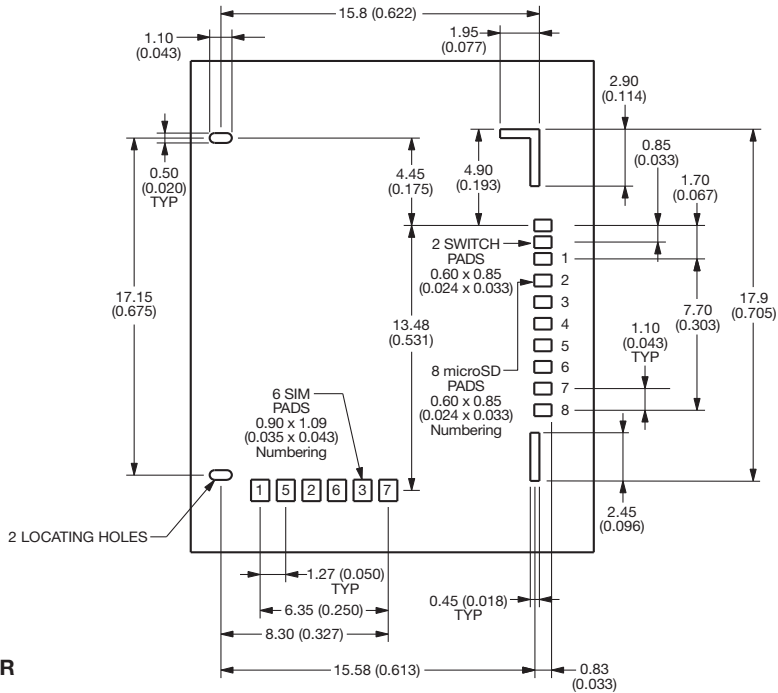 15.8 (0.622)
1.10
(0.043)
1.95
(0.077)
2.90
(0.114)
0.50
(0.020)
TYP
4.45
(0.175)
4.90
(0.193)
0.85
(0.033)
1.70
(0.067)
2 SWITCH
PADS
0.60 x 0.85
(0.024 x 0.033)
1
2
3
4
5
6
7
8
17.15
(0.675)
13.48
(0.531)
17.9
(0.705)
7.70
(0.303)
1.10
(0.043)
TYP
8 microSD
PADS
0.60 x 0.85
(0.024 x 0.033)
Numbering
6 SIM
PADS
0.90 x 1.09
(0.035 x 0.043)
Numbering
1 5 2 6 3 7
2 LOCATING HOLES
2.45
(0.096)
1.27 (0.050)
TYP
0.45 (0.018)
TYP
6.35 (0.250)
8.30 (0.327)
R
15.58 (0.613)
0.83
(0.033)